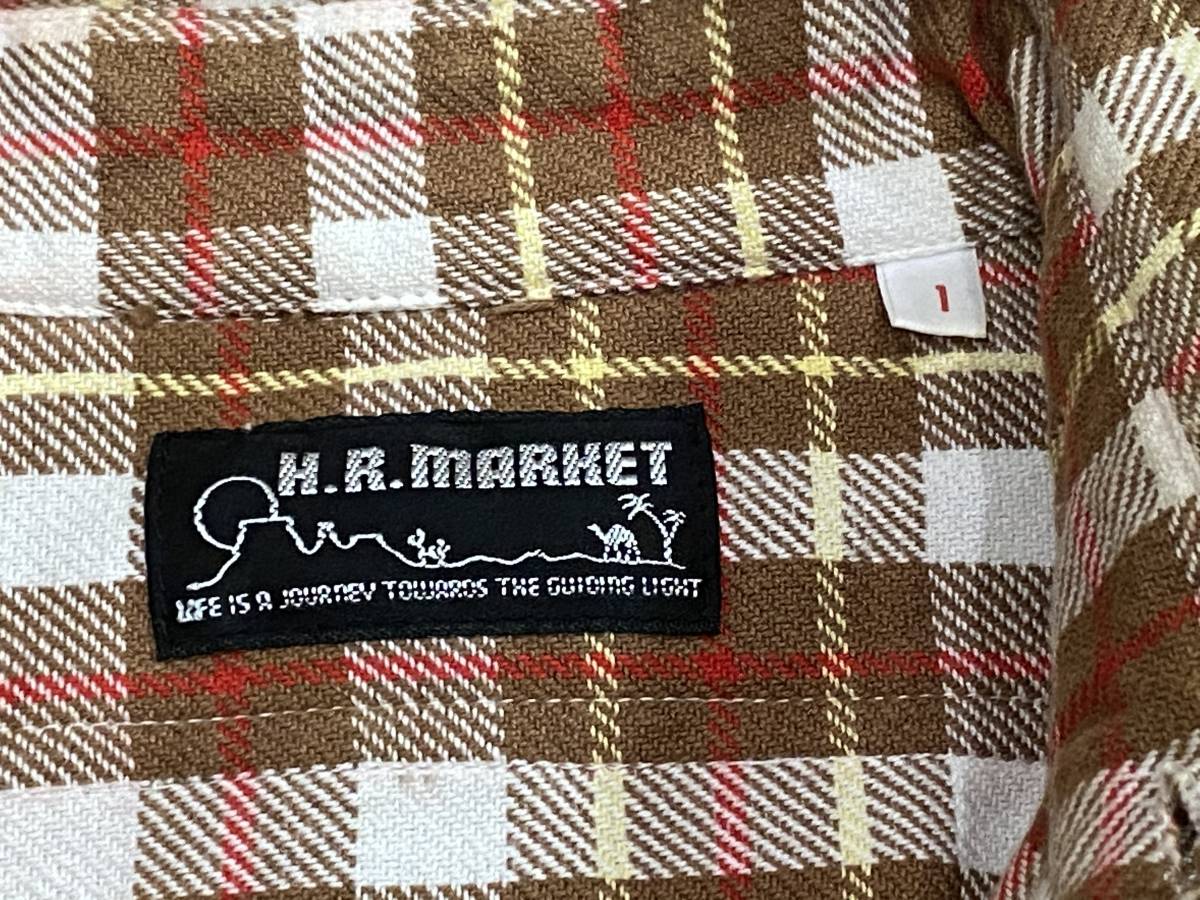 1
H.R.MARKET
LIFE IS A JOURNEY TOWARDS THE GUIDING LIGHT